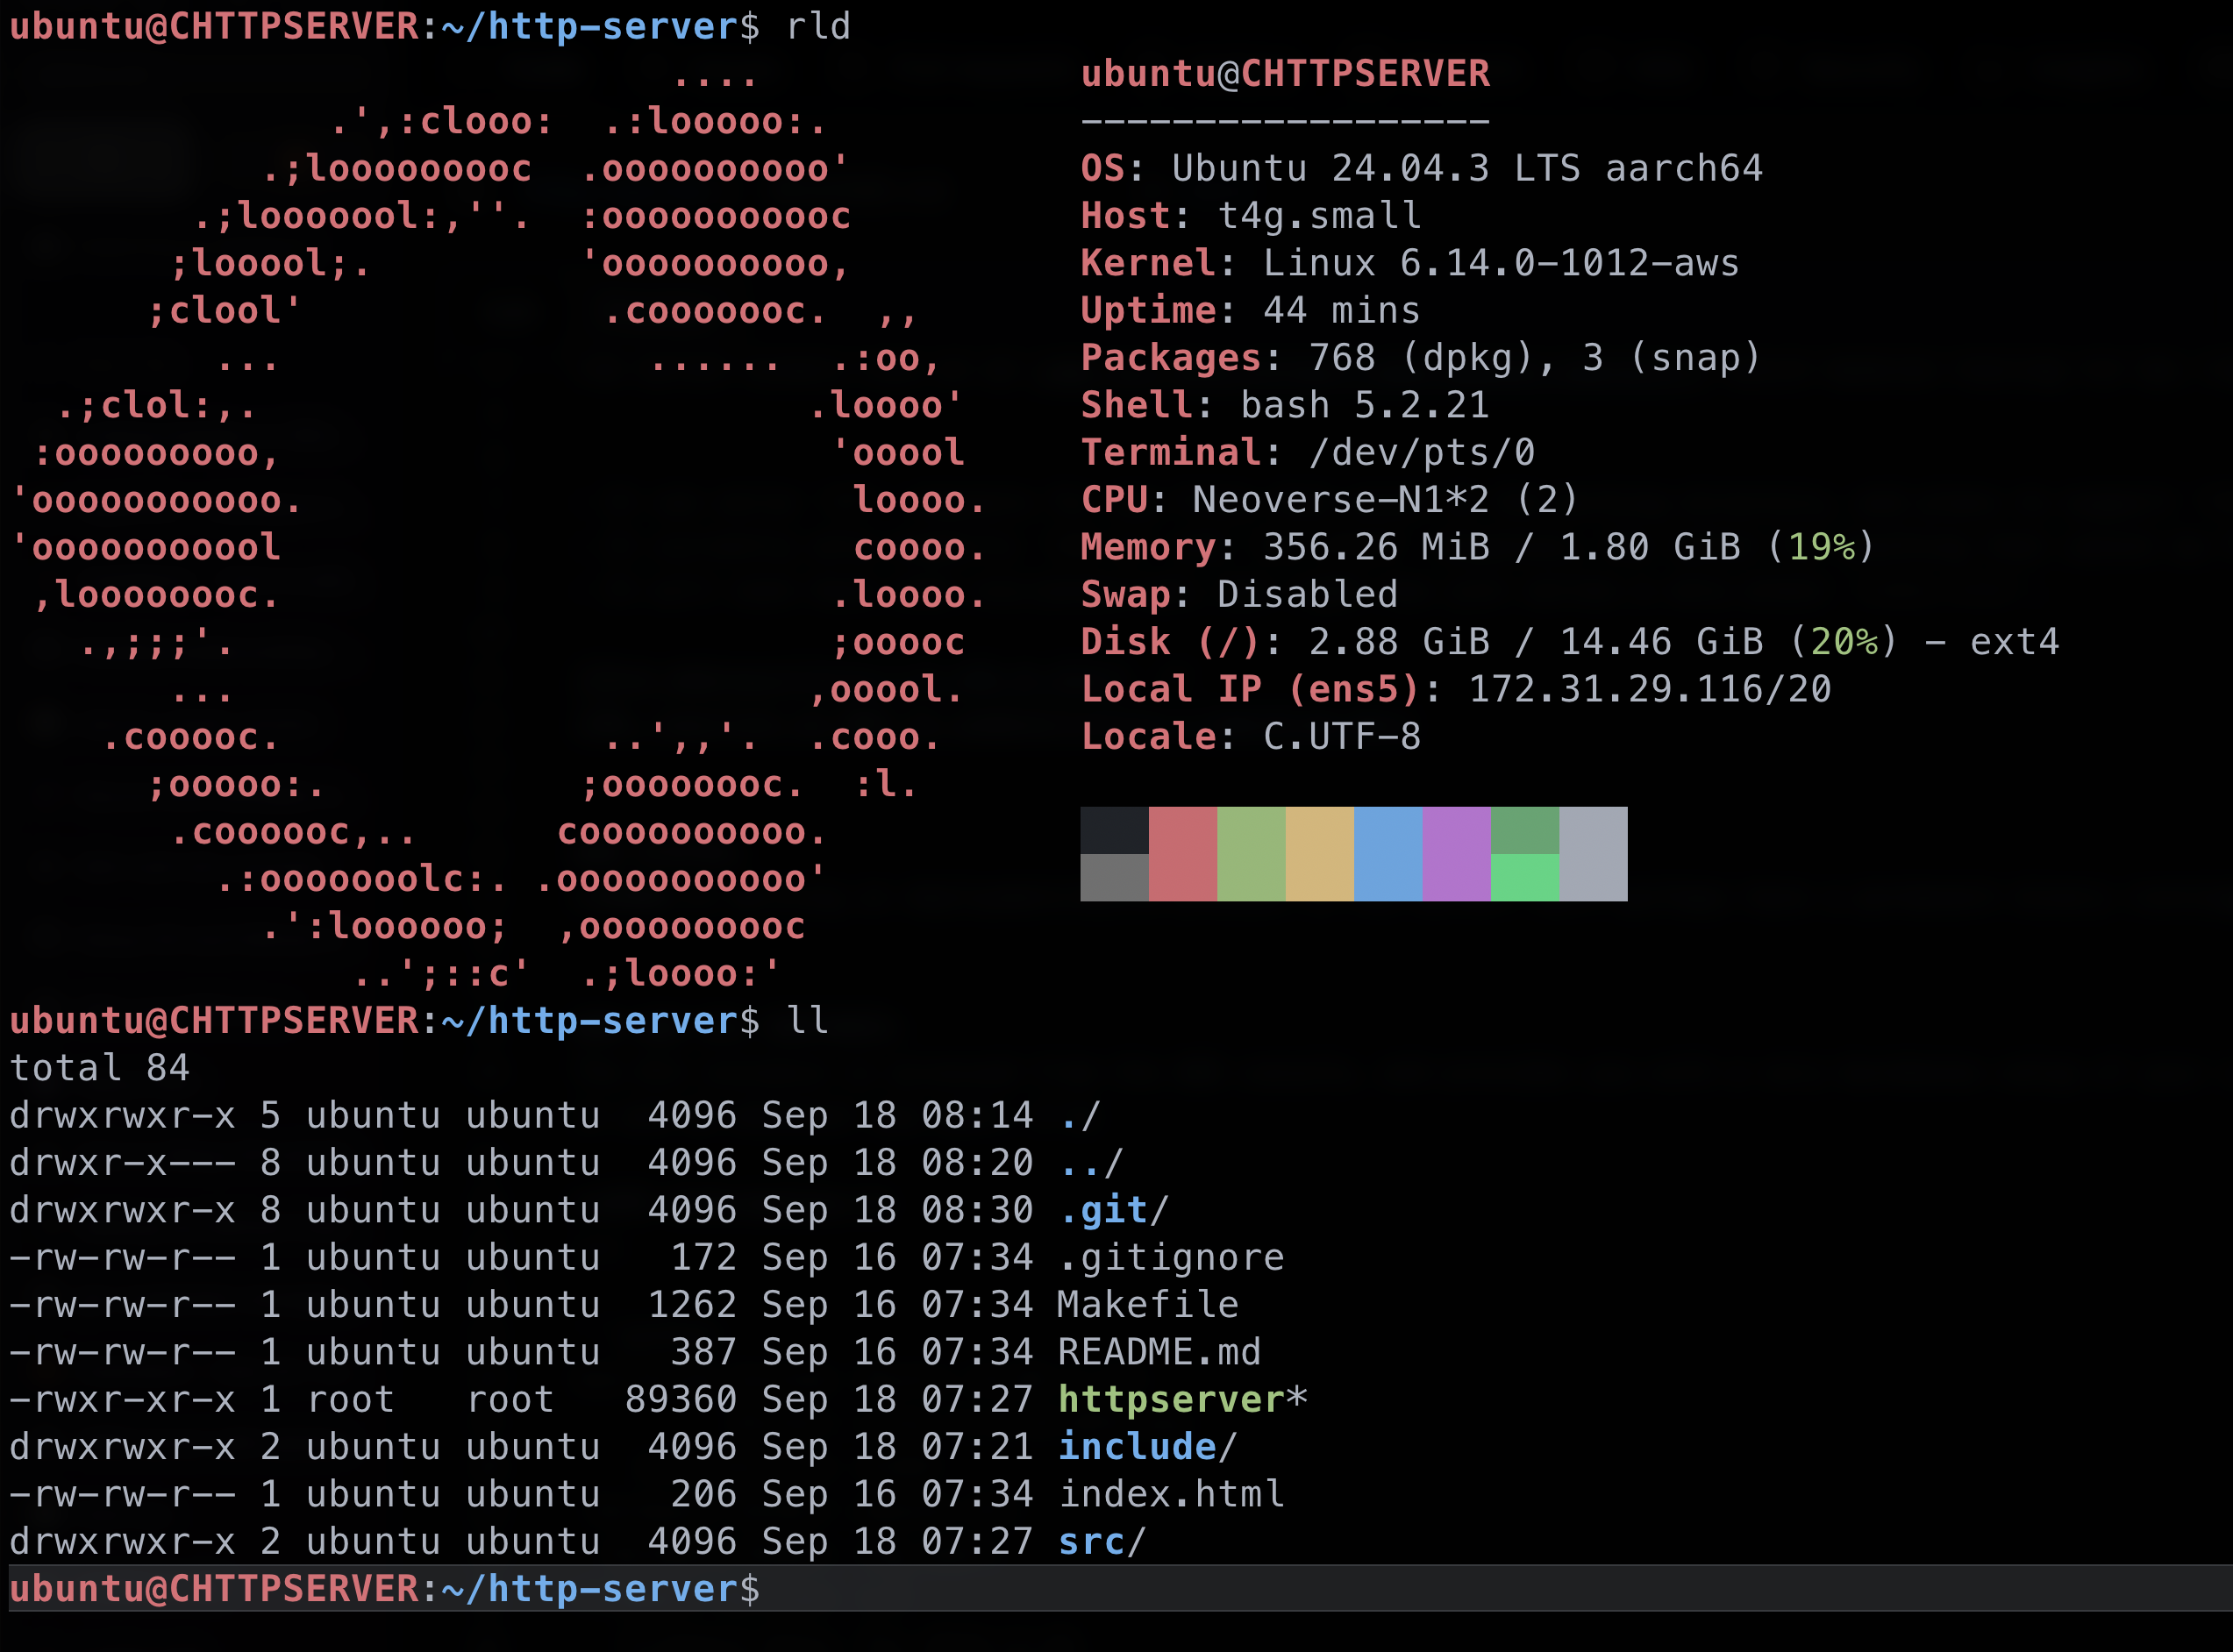 ubuntu@CHTTPSERVER:~/http-server$ rld
                             ....              ubuntu@CHTTPSERVER
              .',:clooo:  .:looooo:.           ------------------
           .;looooooooc  .oooooooooo'          OS: Ubuntu 24.04.3 LTS aarch64
        .;looooool:,''.  :ooooooooooc          Host: t4g.small
       ;looool;.         'oooooooooo,          Kernel: Linux 6.14.0-1012-aws
      ;clool'             .cooooooc.  ,,       Uptime: 44 mins
         ...                ......  .:oo,      Packages: 768 (dpkg), 3 (snap)
  .;clol:,.                        .loooo'     Shell: bash 5.2.21
 :ooooooooo,                        'ooool     Terminal: /dev/pts/0
'ooooooooooo.                        loooo.    CPU: Neoverse-N1*2 (2)
'ooooooooool                         coooo.    Memory: 356.26 MiB / 1.80 GiB (19%)
 ,loooooooc.                        .loooo.    Swap: Disabled
   .,;;;'.                          ;ooooc     Disk (/): 2.88 GiB / 14.46 GiB (20%) - ext4
       ...                         ,ooool.     Local IP (ens5): 172.31.29.116/20
    .cooooc.              ..',,'.  .cooo.      Locale: C.UTF-8
      ;ooooo:.           ;oooooooc.  :l.
       .coooooc,..      coooooooooo.
         .:ooooooolc:. .ooooooooooo'
           .':loooooo;  ,ooooooooooc
               ..';::c'  .;loooo:'
ubuntu@CHTTPSERVER:~/http-server$ ll
total 84
drwxrwxr-x 5 ubuntu ubuntu  4096 Sep 18 08:14 ./
drwxr-x--- 8 ubuntu ubuntu  4096 Sep 18 08:20 ../
drwxrwxr-x 8 ubuntu ubuntu  4096 Sep 18 08:30 .git/
-rw-rw-r-- 1 ubuntu ubuntu   172 Sep 16 07:34 .gitignore
-rw-rw-r-- 1 ubuntu ubuntu  1262 Sep 16 07:34 Makefile
-rw-rw-r-- 1 ubuntu ubuntu   387 Sep 16 07:34 README.md
-rwxr-xr-x 1 root   root   89360 Sep 18 07:27 httpserver*
drwxrwxr-x 2 ubuntu ubuntu  4096 Sep 18 07:21 include/
-rw-rw-r-- 1 ubuntu ubuntu   206 Sep 16 07:34 index.html
drwxrwxr-x 2 ubuntu ubuntu  4096 Sep 18 07:27 src/
ubuntu@CHTTPSERVER:~/http-server$